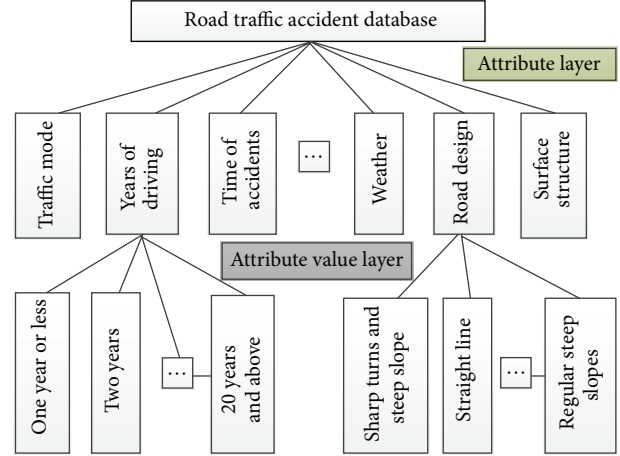 Road traffic accident database
Attribute layer
Traffic mode
Years of
driving
Time of
accidents
...
Weather
Road design
Surface
structure
Attribute value layer
One year or less
Two years
...
20 years
and above
Sharp turns and
steep slope
Straight line
...
Regular steep
slopes